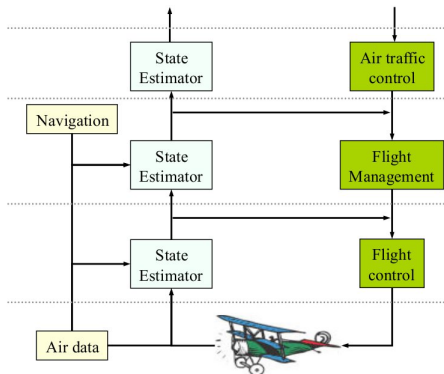 State
Estimator
Air traffic
control
Navigation
State
Estimator
Flight
Management
State
Estimator
Flight
control
Air data